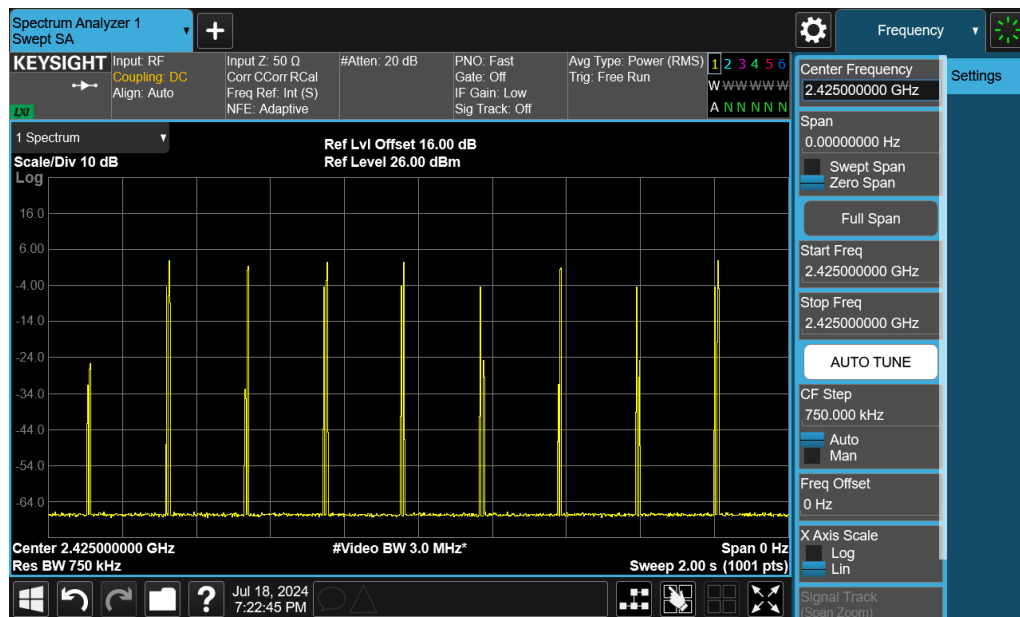 Spectrum Analyzer 1
Swept SA
+
Frequency
KEYSIGHT
LXI
Input: RF
Coupling: DC
Align: Auto
Input Z: 50 Ω
Corr CCorr RCal
Freq Ref: Int (S)
NFE: Adaptive
#Atten: 20 dB
PNO: Fast
Gate: Off
IF Gain: Low
Sig Track: Off
Avg Type: Power (RMS)
Trig: Free Run
1 2 3 4 5 6
W W W W W W
A N N N N N
1 Spectrum
Scale/Div 10 dB
Ref Lvl Offset 16.00 dB
Ref Level 26.00 dBm
Log
16.0
6.00
-4.00
-14.0
-24.0
-34.0
-44.0
-54.0
-64.0
Center 2.425000000 GHz
Res BW 750 kHz
#Video BW 3.0 MHz*
Span 0 Hz
Sweep 2.00 s (1001 pts)
?
Jul 18, 2024
7:22:45 PM
Center Frequency
2.425000000 GHz
Span
0.00000000 Hz
Swept Span
Zero Span
Full Span
Start Freq
2.425000000 GHz
Stop Freq
2.425000000 GHz
AUTO TUNE
CF Step
750.000 kHz
Auto
Man
Freq Offset
0 Hz
X Axis Scale
Log
Lin
Signal Track
(Span Zoom)
Settings